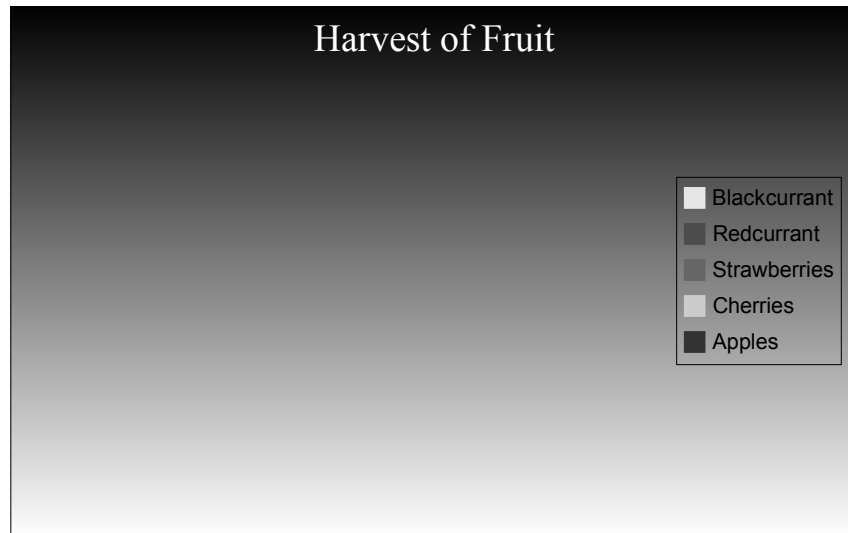 Harvest of Fruit
Blackcurrant
Redcurrant
Strawberries
Cherries
Apples